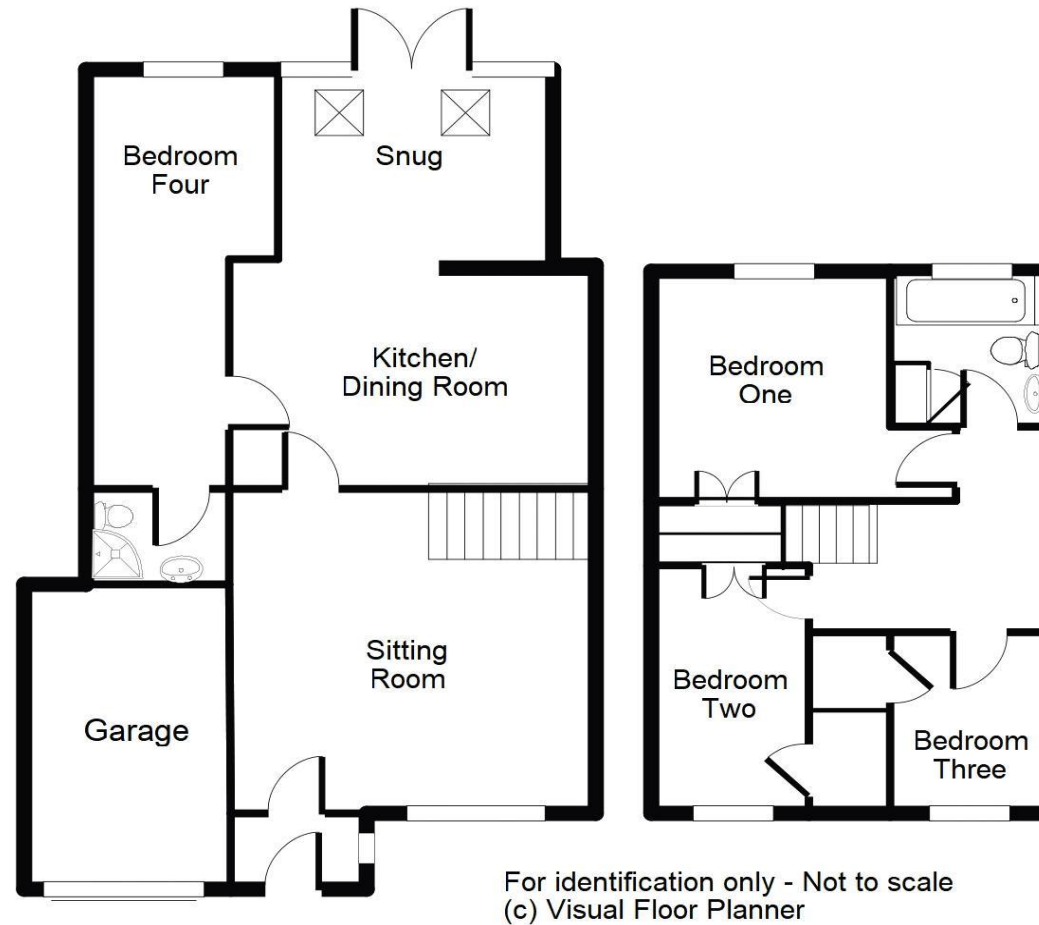 Bedroom
Four
Snug
Kitchen/
Dining Room
Sitting
Room
Garage
Bedroom
One
Bedroom
Two
Bedroom
Three
For identification only - Not to scale
(c) Visual Floor Planner